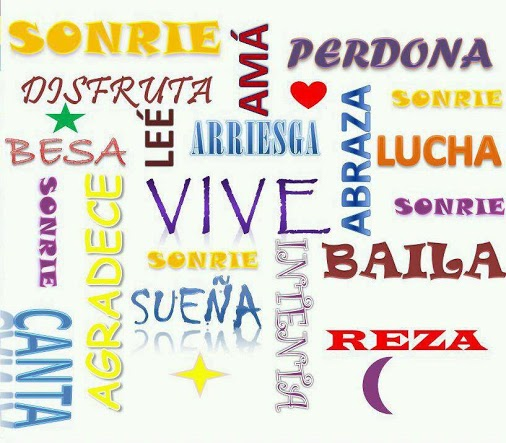 SONRIE
AMÁ
PERDONA
DISFRUTA
LEÉ
ARRIESGA
ABRAZA
SONRIE
BESA
LUCHA
SONRIE
AGRADECE
VIVE
SONRIE
SONRIE
INTENTA
BAILA
SUEÑA
CANTA
REZA